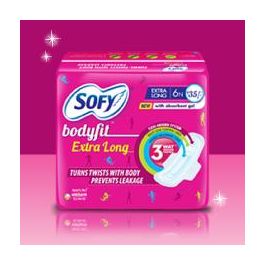 SOFY
bodyfit
Extra Long
EXTRA
LONG
6N
35/-
NEW with absorbent gel
3 WAY
TURNS TWISTS WITH BODY
PREVENTS LEAKAGE